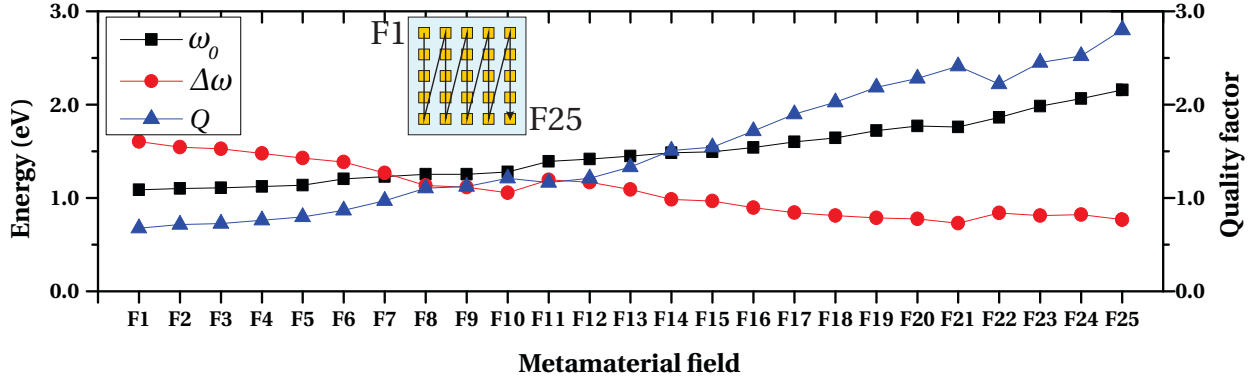 3.0
2.0
1.0
0.0
Energy (eV)
ω0
Δω
Q
F1
F25
3.0
2.0
1.0
0.0
Quality factor
F1 F2 F3 F4 F5 F6 F7 F8 F9 F10 F11 F12 F13 F14 F15 F16 F17 F18 F19 F20 F21 F22 F23 F24 F25
Metamaterial field